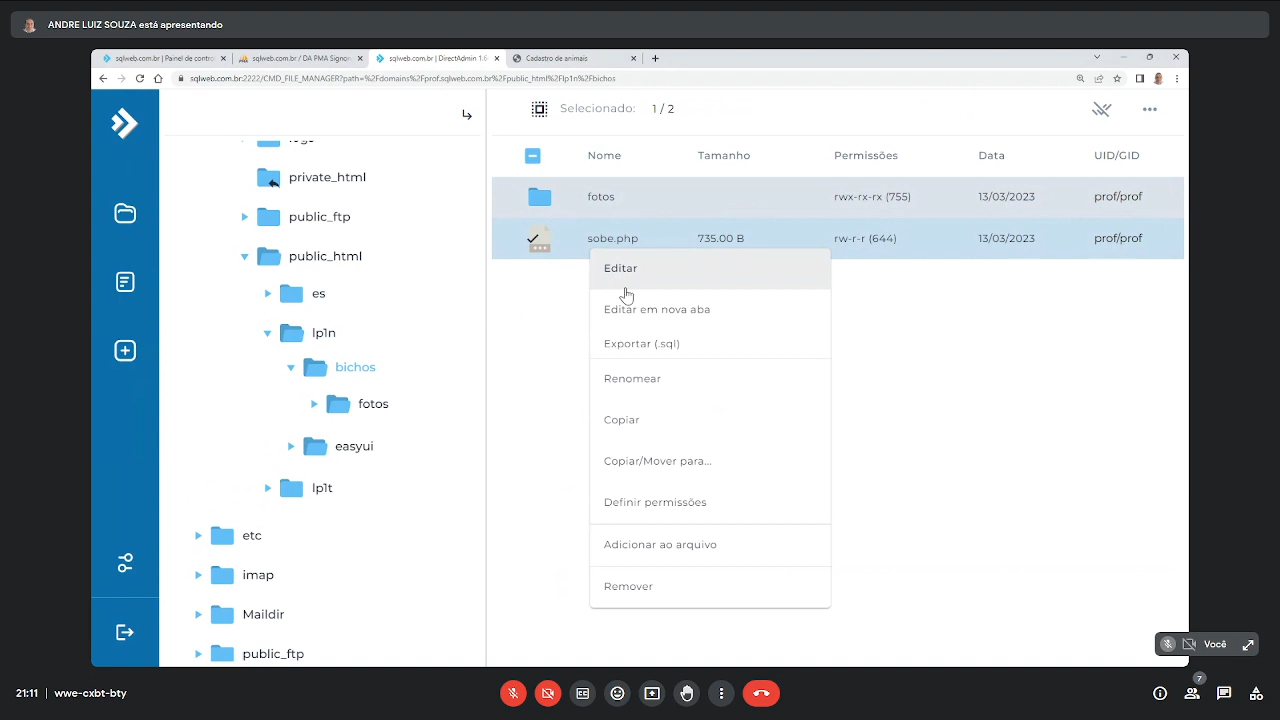 ANDRE LUIZ SOUZA está apresentando
sqlweb.com.br | Painel de contro
sqlweb.com.br / DA PMA Signon
sqlweb.com.br | DirectAdmin 1.6
Cadastro de animais
sqlweb.com.br:2222/CMD_FILE_MANAGER?path=%2Fdomains%2Fprof.sqlweb.com.br%2Fpublic_html%2Flp1n%2Fbichos
Selecionado: 1 / 2
Nome Tamanho Permissões Data UID/GID
fotos rwx-rx-rx (755) 13/03/2023 prof/prof
sobe.php 735.00 B rw-r-r (644) 13/03/2023 prof/prof
private_html
public_ftp
public_html
es
lp1n
bichos
fotos
easyui
lp1t
etc
imap
Maildir
public_ftp
Editar
Editar em nova aba
Exportar (.sql)
Renomear
Copiar
Copiar/Mover para...
Definir permissões
Adicionar ao arquivo
Remover
Você
21:11 wwe-cxbt-bty
7